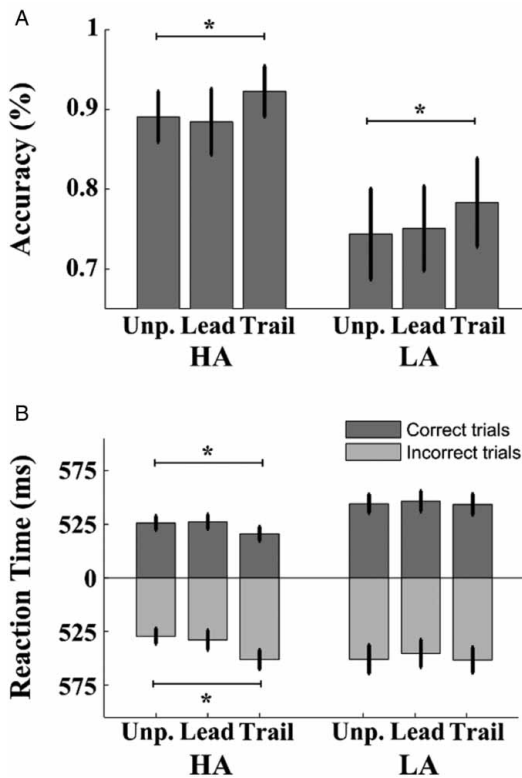 A
1
*
*
0.9
0.8
0.7
Accuracy (%)
Unp. Lead Trail
Unp. Lead Trail
HA
LA
B
Correct trials
Incorrect trials
575
*
525
0
525
575
*
Reaction Time (ms)
Unp. Lead Trail
Unp. Lead Trail
HA
LA